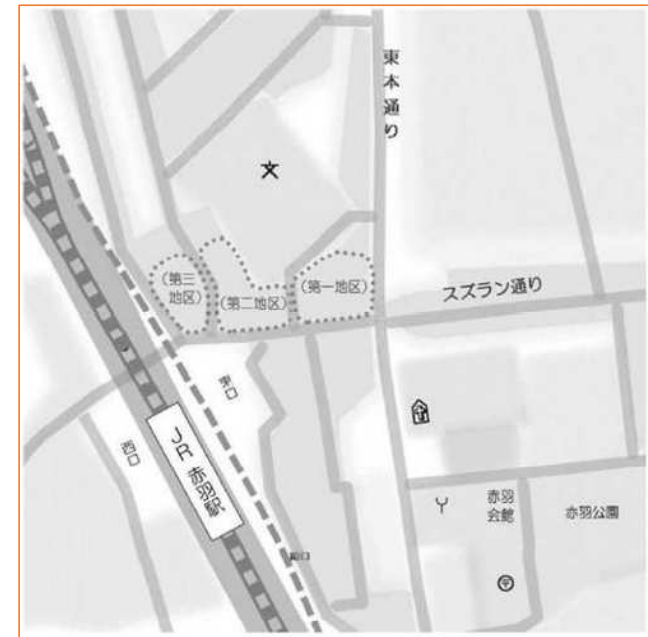 東本通り
(第三
地区)
(第二地区)
(第一地区)
スズラン通り
東口
西口
JR 赤羽駅
赤羽
会館
赤羽公園
南口